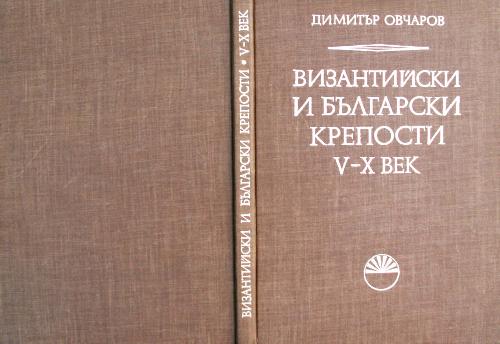 ВИЗАНТИЙСКИ И БЪЛГАРСКИ КРЕПОСТИ • V–X ВЕК
ДИМИТЪР ОВЧАРОВ
ВИЗАНТИЙСКИ
И БЪЛГАРСКИ
КРЕПОСТИ
V–X ВЕК